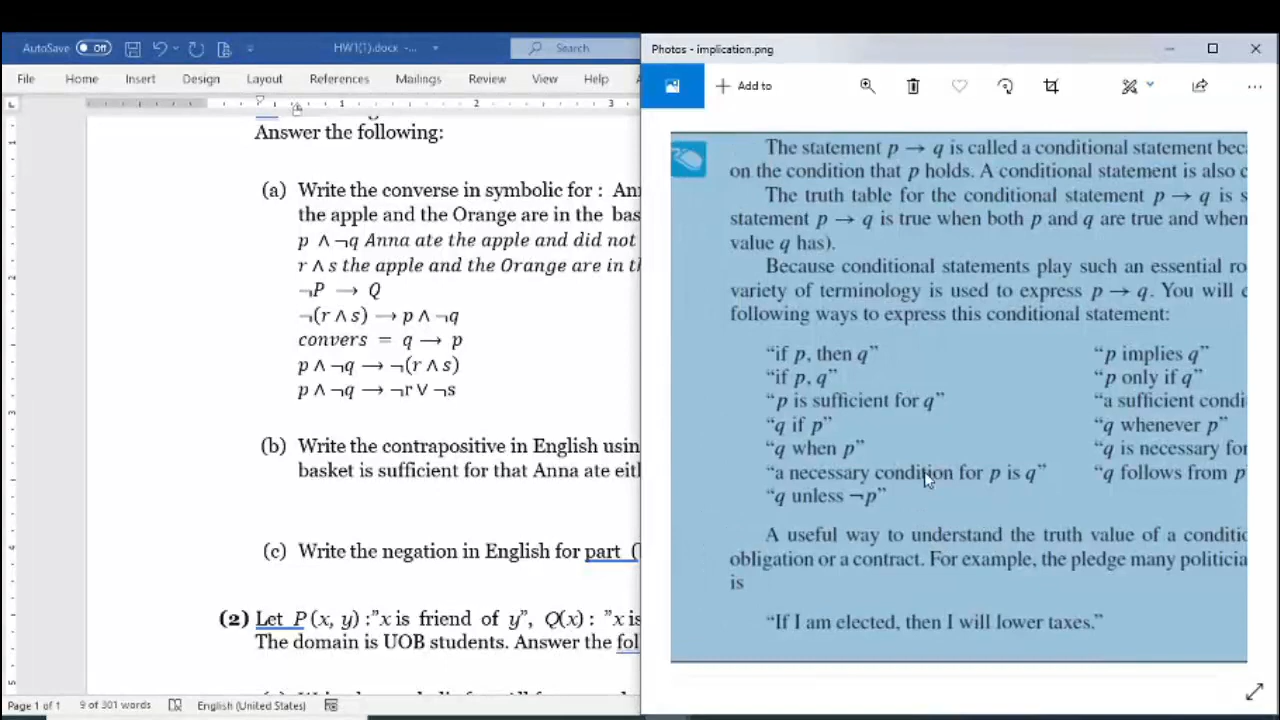 AutoSave Off HW1(1).docx -... Search
File Home Insert Design Layout References Mailings Review View Help
1 2 3
Answer the following:
(a) Write the converse in symbolic for : An
the apple and the Orange are in the bas
p ∧ ¬q Anna ate the apple and did not
r ∧ s the apple and the Orange are in t
¬P → Q
¬(r ∧ s) → p ∧ ¬q
convers = q → p
p ∧ ¬q → ¬(r ∧ s)
p ∧ ¬q → ¬r ∨ ¬s
(b) Write the contrapositive in English usin
basket is sufficient for that Anna ate eit
(c) Write the negation in English for part (
(2) Let P(x, y) :”x is friend of y”, Q(x): ”x is
The domain is UOB students. Answer the fol
Page 1 of 1 9 of 301 words English (United States)
Photos - implication.png
Add to
The statement p → q is called a conditional statement bec
on the condition that p holds. A conditional statement is also c
The truth table for the conditional statement p → q is s
statement p → q is true when both p and q are true and when
value q has).
Because conditional statements play such an essential ro
variety of terminology is used to express p → q. You will
following ways to express this conditional statement:
“if p, then q” “p implies q”
“if p, q” “p only if q”
“p is sufficient for q” “a sufficient condi
“q if p” “q whenever p”
“q when p” “q is necessary for
“a necessary condition for p is q” “q follows from p
“q unless ¬p”
A useful way to understand the truth value of a conditic
obligation or a contract. For example, the pledge many politicia
is
“If I am elected, then I will lower taxes.”